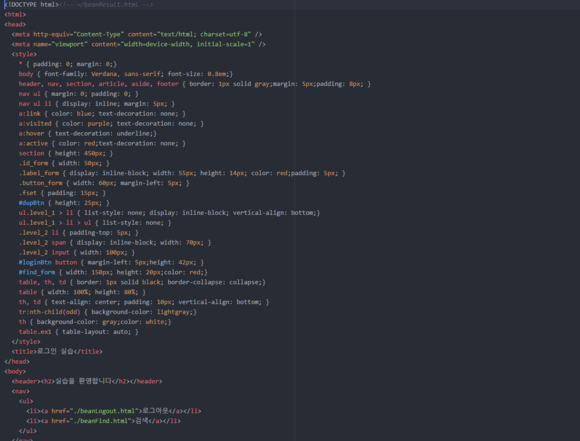 <!DOCTYPE html><!-- ~/beanResult.html -->
<html>
<head>
<meta http-equiv="Content-Type" content="text/html; charset=utf-8" />
<meta name="viewport" Content="width=device-width, initial-scale=1" />
<style>
* { padding: 0; margin: 0;}
body { font-family: Verdana, sans-serif; font-size: 0.8em;}
header, nav, section, article, aside, footer { border: 1px solid gray;margin: 5px;padding: 8px; }
nav ul { margin: 0; padding: 0; }
nav ul li { display: inline; margin: 5px; }
a:link { color: blue; text-decoration: none; }
a:visited { color: purple; text-decoration: none; }
a:hover { text-decoration: underline;}
a:active { color: red;text-decoration: none; }
section { height: 450px; }
.id_form { width: 50px; }
.label_form { display: inline-block; width: 55px; height: 14px; color: red;padding: 5px; }
.button_form { width: 60px; margin-left: 5px; }
.fset { padding: 15px; }
#dupBtn { height: 25px; }
ul.level_1 > li { list-style: none; display: inline-block; vertical-align: bottom;}
ul.level_1 > li > ul { list-style: none; }
.level_2 li { padding-top: 5px; }
.level_2 span { display: inline-block; width: 70px; }
.level_2 input { width: 100px; }
#loginBtn button { margin-left: 5px;height: 42px; }
#find_form { width: 150px; height: 20px;color: red;}
table, th, td { border: 1px solid black; border-collapse: collapse;}
table { width: 100%; height: 80%; }
th, td { text-align: center; padding: 10px; vertical-align: bottom; }
tr:nth-child(odd) { background-color: lightgray;}
th { background-color: gray;color: white;}
table.ex1 { table-layout: auto; }
</style>
<title>로그인 실습</title>
</head>
<body>
<header><h2>실습을 환영합니다</h2></header>
<nav>
<ul>
<li><a href="./beanLogout.html">로그아웃</a></li>
<li><a href="./beanFind.html">검색</a></li>
</ul>
</nav>